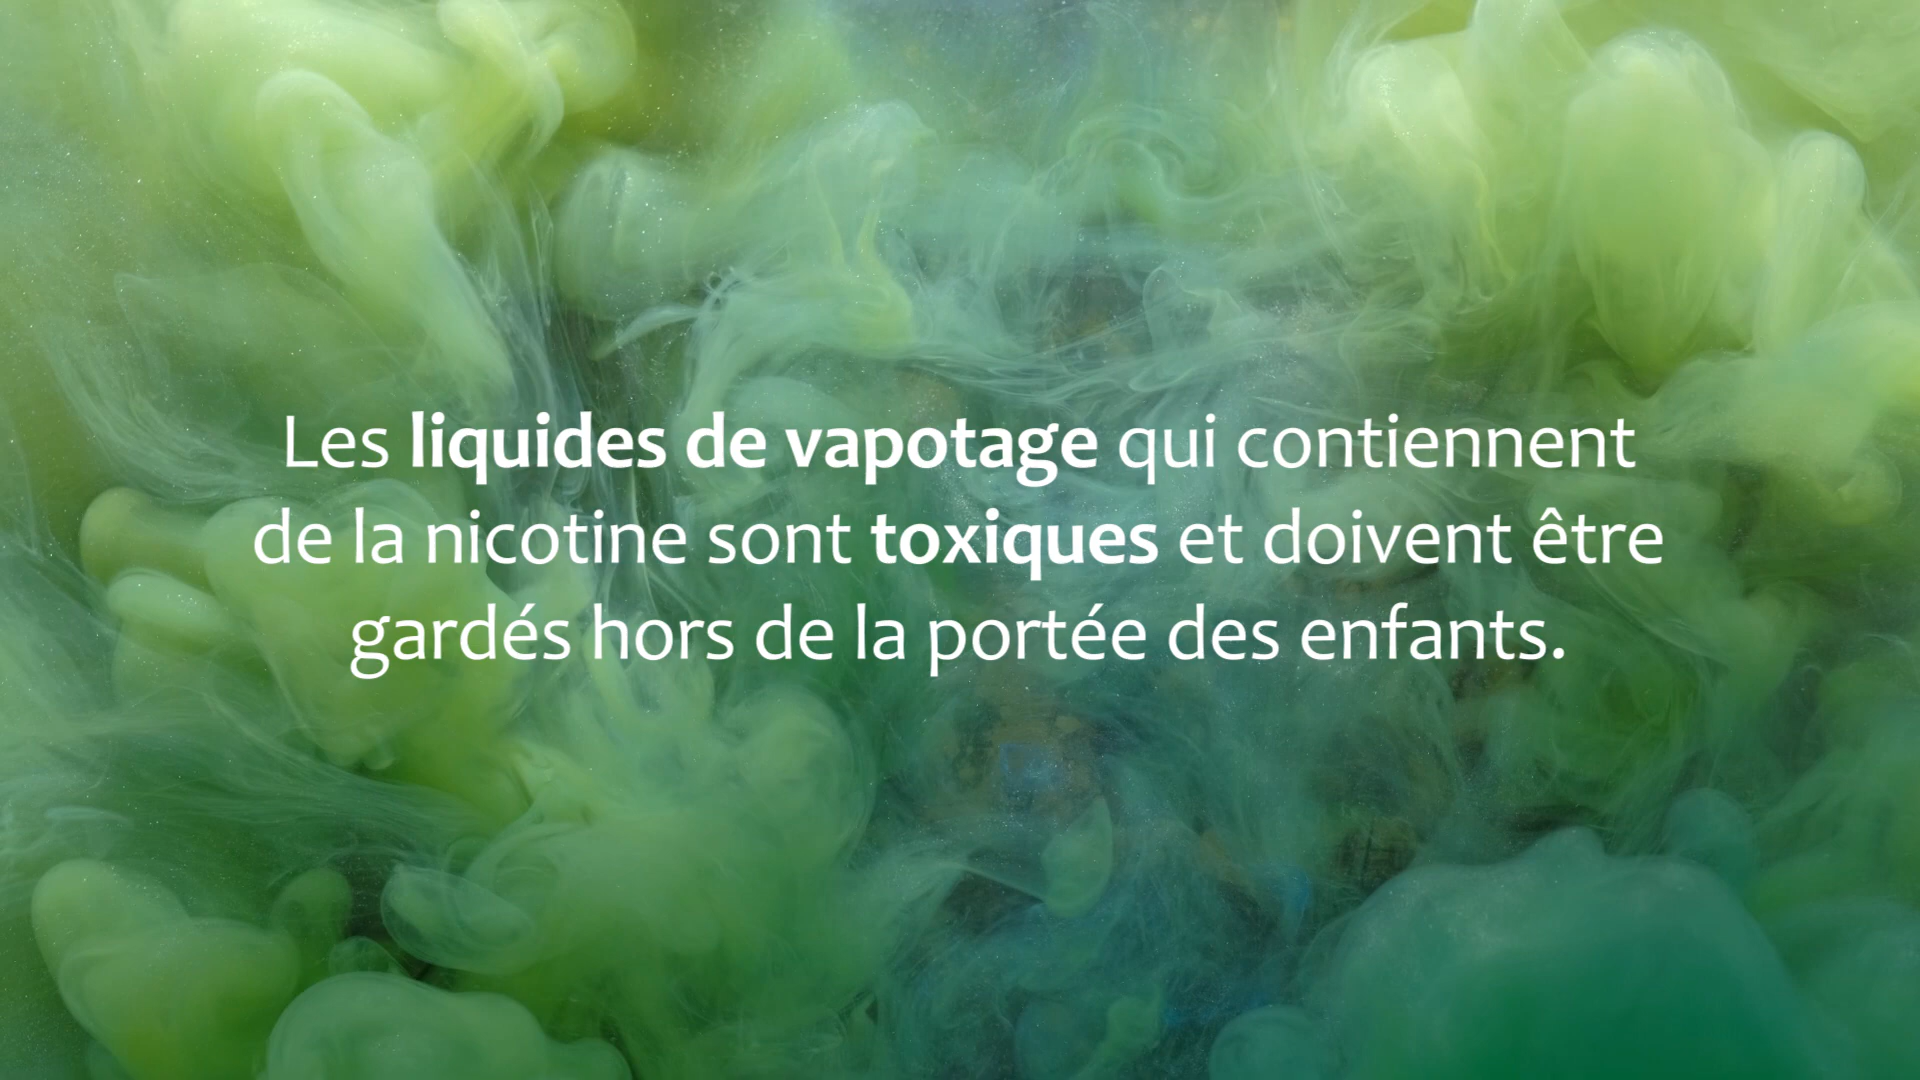 Les liquides de vapotage qui contiennent
de la nicotine sont toxiques et doivent être
gardés hors de la portée des enfants.